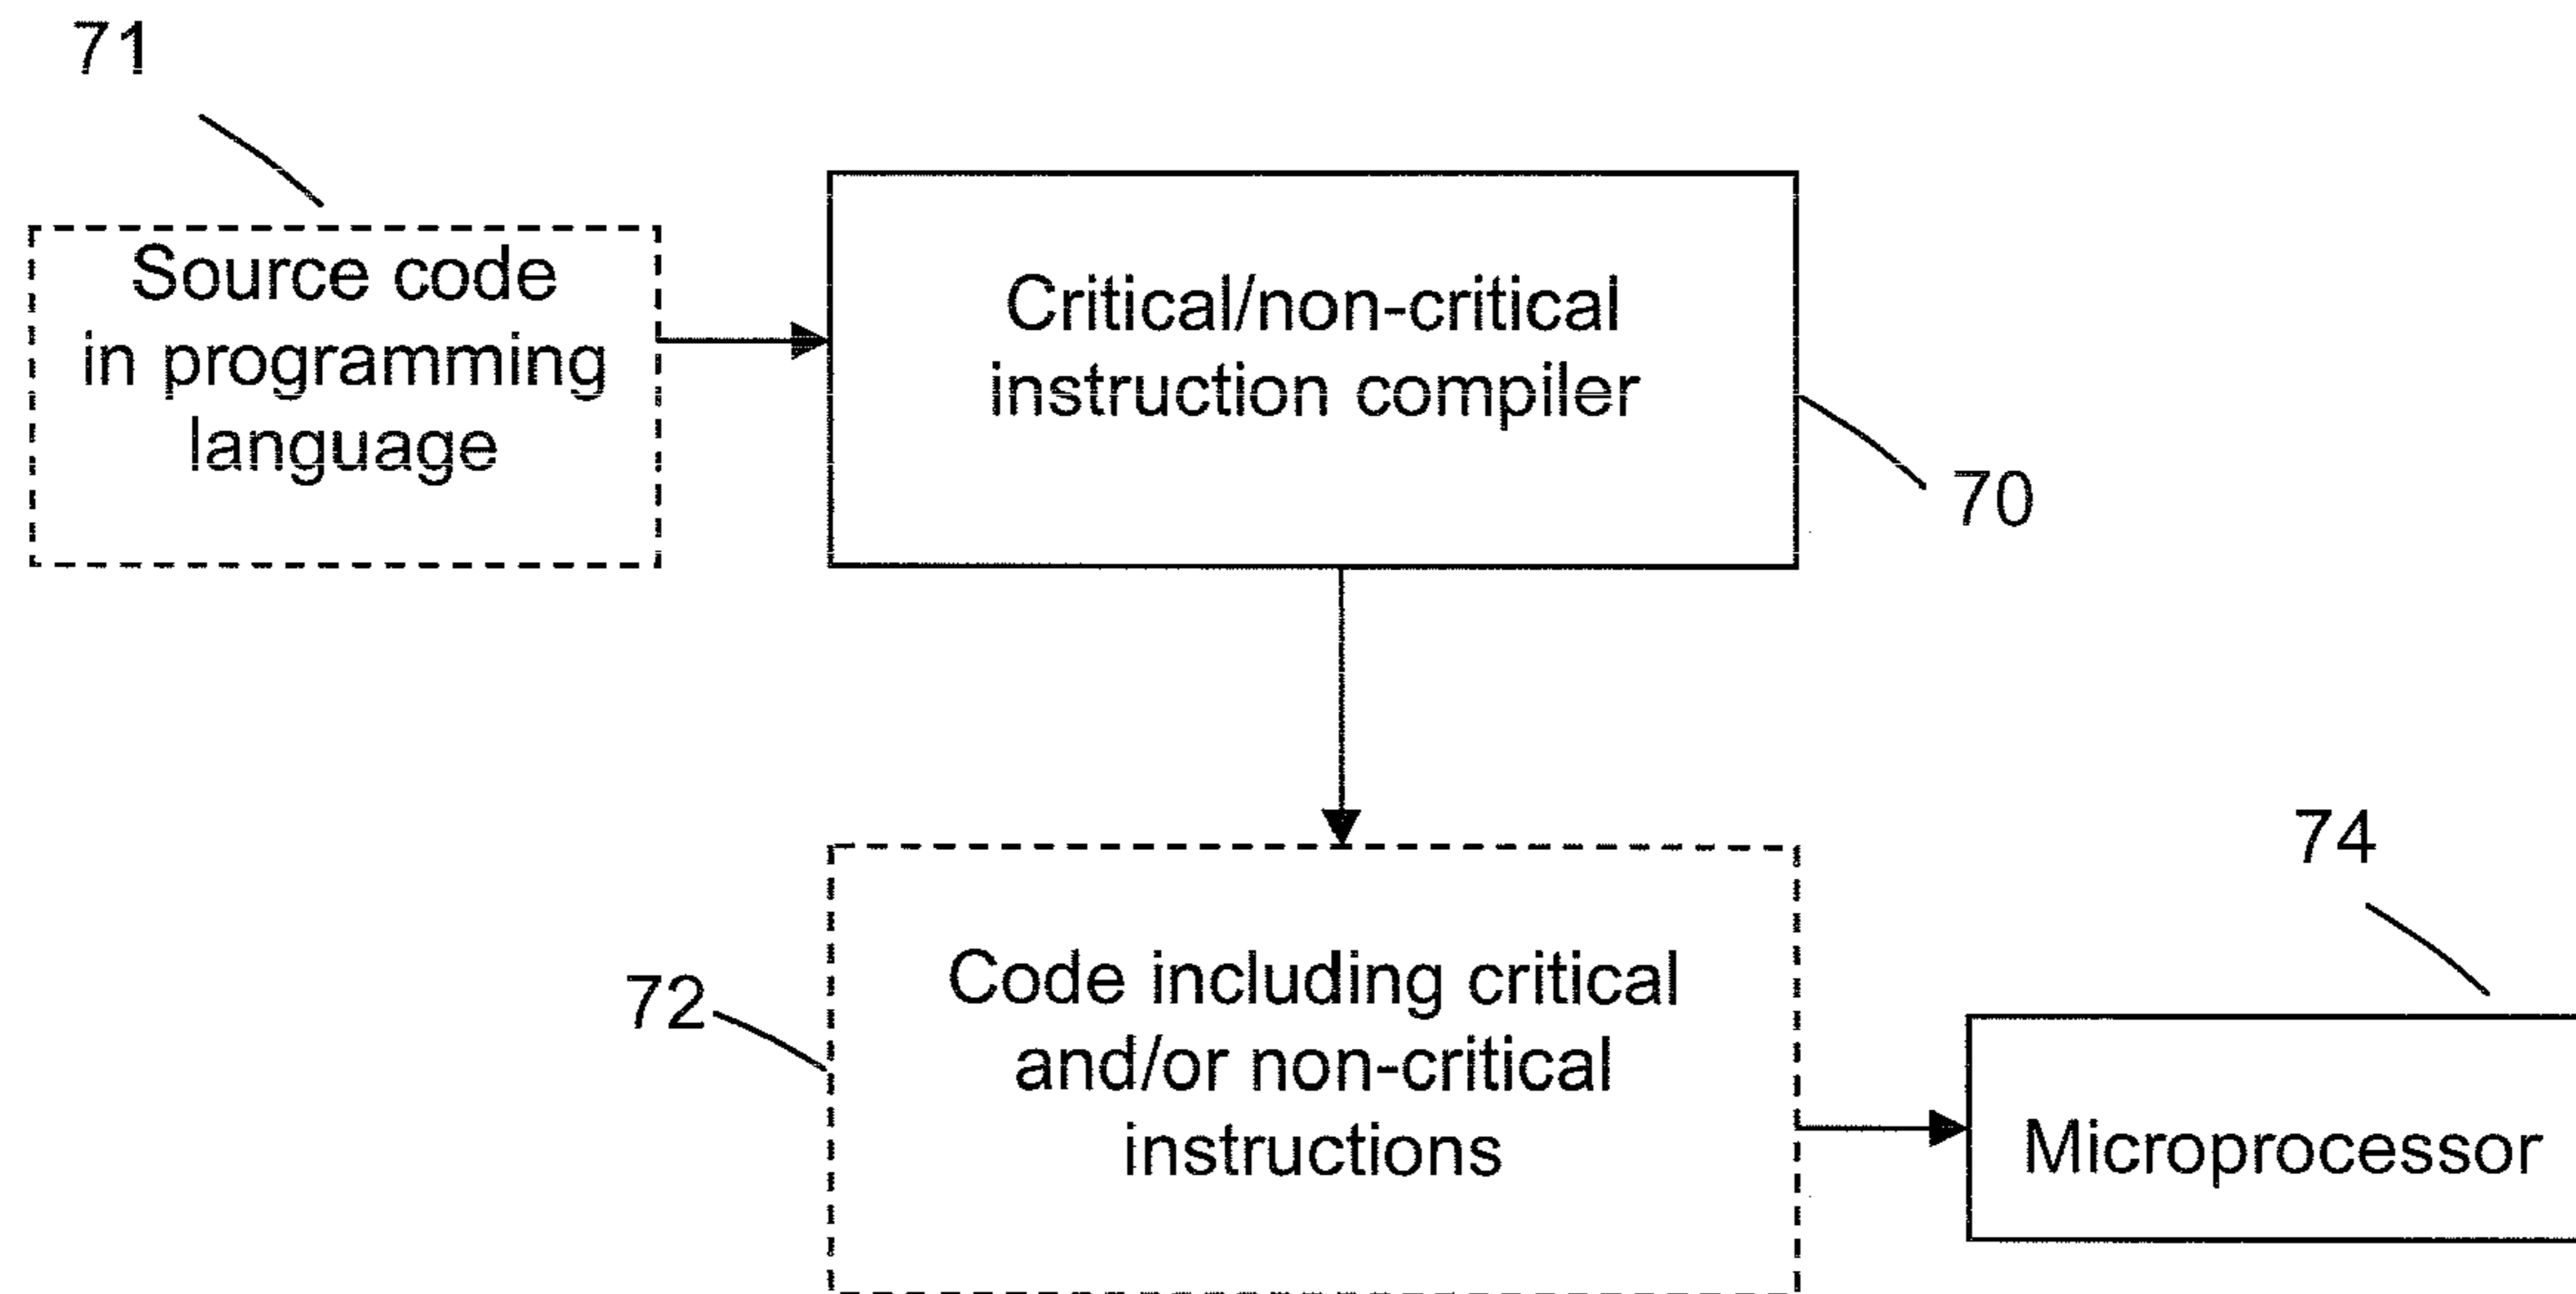 71
Source code
in programming
language
Critical/non-critical
instruction compiler
70
72
Code including critical
and/or non-critical
instructions
74
Microprocessor